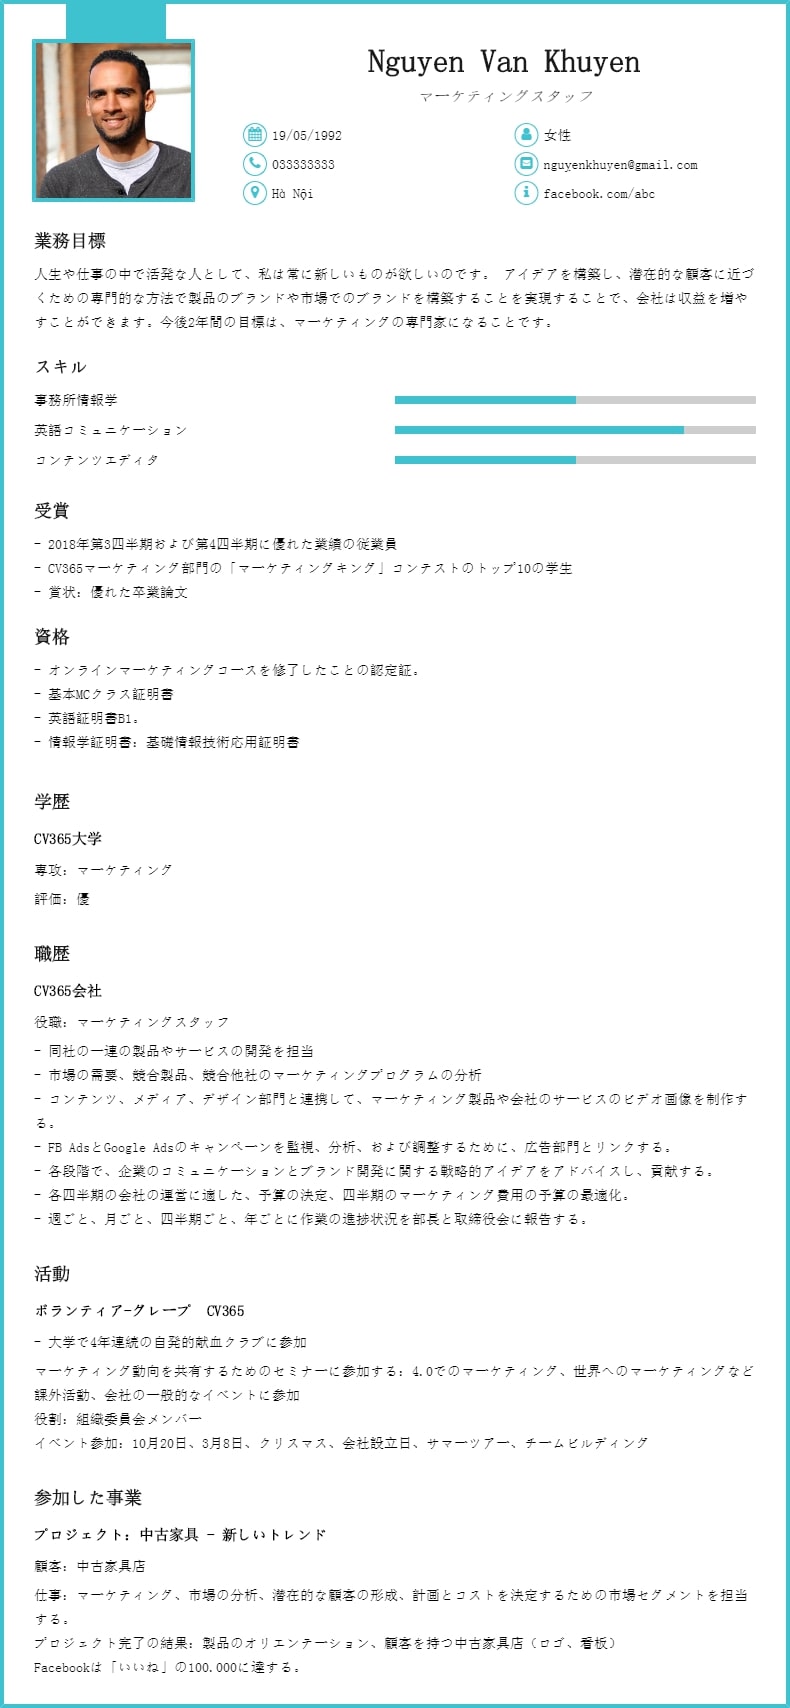 Nguyen Van Khuyen
マーケティングスタッフ
19/05/1992
女性
033333333
nguyenkhuyen@gmail.com
Hà Nội
facebook.com/abc
業務目標
人生や仕事の中で活発な人として、私は常に新しいものが欲しいのです。 アイデアを構築し、潜在的な顧客に近づ
くための専門的な方法で製品のブランドや市場でのブランドを構築することを実現することで、会社は収益を増や
すことができます。今後2年間の目標は、マーケティングの専門家になることです。
スキル
事務所情報学
英語コミュニケーション
コンテンツエディタ
受賞
- 2018年第3四半期および第4四半期に優れた業績の従業員
- CV365マーケティング部門の「マーケティングキング」コンテストのトップ10の学生
- 賞状: 優れた卒業論文
資格
- オンラインマーケティングコースを修了したことの認定証。
- 基本MCクラス証明書
- 英語証明書B1。
- 情報学証明書: 基礎情報技術応用証明書
学歴
CV365大学
専攻: マーケティング
評価: 優
職歴
CV365会社
役職: マーケティングスタッフ
- 同社の一連の製品やサービスの開発を担当
- 市場の需要、競合製品、競合他社のマーケティングプログラムの分析
- コンテンツ、メディア、デザイン部門と連携して、マーケティング製品や会社のサービスのビデオ画像を制作す
る。
- FB AdsとGoogle Adsのキャンペーンを監視、分析、および調整するために、広告部門とリンクする。
- 各段階で、企業のコミュニケーションとブランド開発に関する戦略的アイデアをアドバイスし、貢献する。
- 各四半期の会社の運営に適した、予算の決定、四半期のマーケティング費用の予算の最適化。
- 週ごと、月ごと、四半期ごと、年ごとに作業の進捗状況を部長と取締役会に報告する。
活動
ボランティア-グレープ　CV365
- 大学で4年連続の自発的献血クラブに参加
マーケティング動向を共有するためのセミナーに参加する: 4.0でのマーケティング、世界へのマーケティングなど
課外活動、会社の一般的なイベントに参加
役割: 組織委員会メンバー
イベント参加: 10月20日、3月8日、クリスマス、会社設立日、サマーツアー、チームビルディング
参加した事業
プロジェクト: 中古家具 - 新しいトレンド
顧客: 中古家具店
仕事: マーケティング、市場の分析、潜在的な顧客の形成、計画とコストを決定するための市場セグメントを担当
する。
プロジェクト完了の結果: 製品のオリエンテーション、顧客を持つ中古家具店（ロゴ、看板）
Facebookは「いいね」の100.000に達する。